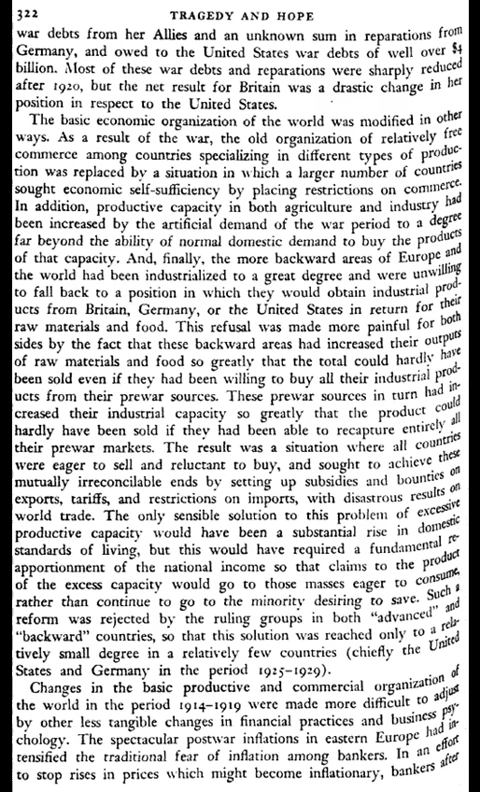 322 TRAGEDY AND HOPE
war debts from her Allies and an unknown sum in reparations from
Germany, and owed to the United States war debts of well over $4
billion. Most of these war debts and reparations were sharply reduced
after 1920, but the net result for Britain was a drastic change in her
position in respect to the United States.
The basic economic organization of the world was modified in other
ways. As a result of the war, the old organization of relatively free
commerce among countries specializing in different types of produc-
tion was replaced by a situation in which a larger number of countries
sought economic self-sufficiency by placing restrictions on commerce.
In addition, productive capacity in both agriculture and industry had
been increased by the artificial demand of the war period to a degree
far beyond the ability of normal domestic demand to buy the products
of that capacity. And, finally, the more backward areas of Europe and
the world had been industrialized to a great degree and were unwilling
to fall back to a position in which they would obtain industrial prod-
ucts from Britain, Germany, or the United States in return for their
raw materials and food. This refusal was made more painful for both
sides by the fact that these backward areas had increased their outputs
of raw materials and food so greatly that the total could hardly have
been sold even if they had been willing to buy all their industrial prod-
ucts from their prewar sources. These prewar sources in turn had in-
creased their industrial capacity so greatly that the product could
hardly have been sold if they had been able to recapture entirely all
their prewar markets. The result was a situation where all countries
were eager to sell and reluctant to buy, and sought to achieve these
mutually irreconcilable ends by setting up subsidies and bounties on
exports, tariffs, and restrictions on imports, with disastrous results on
world trade. The only sensible solution to this problem of excessive
productive capacity would have been a substantial rise in domestic
standards of living, but this would have required a fundamental re-
apportionment of the national income so that claims to the product
of the excess capacity would go to those masses eager to consume,
rather than continue to go to the minority desiring to save. Such a
reform was rejected by the ruling groups in both "advanced" and
"backward" countries, so that this solution was reached only to a rela-
tively small degree in a relatively few countries (chiefly the United
States and Germany in the period 1925-1929).
Changes in the basic productive and commercial organization of
the world in the period 1914-1919 were made more difficult to adjust
by other less tangible changes in financial practices and business psy-
chology. The spectacular postwar inflations in eastern Europe had in-
tensified the traditional fear of inflation among bankers. In an effort
to stop rises in prices which might become inflationary, bankers after